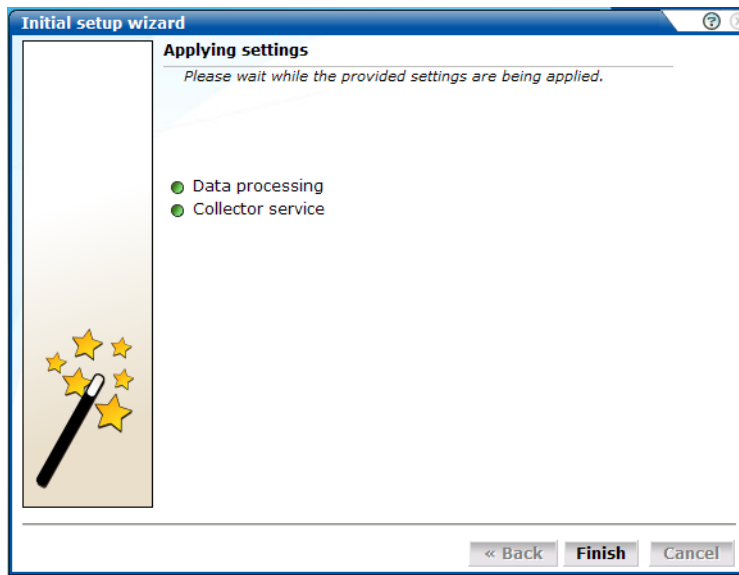 Initial setup wizard
Applying settings
Please wait while the provided settings are being applied.
Data processing
Collector service
« Back Finish Cancel